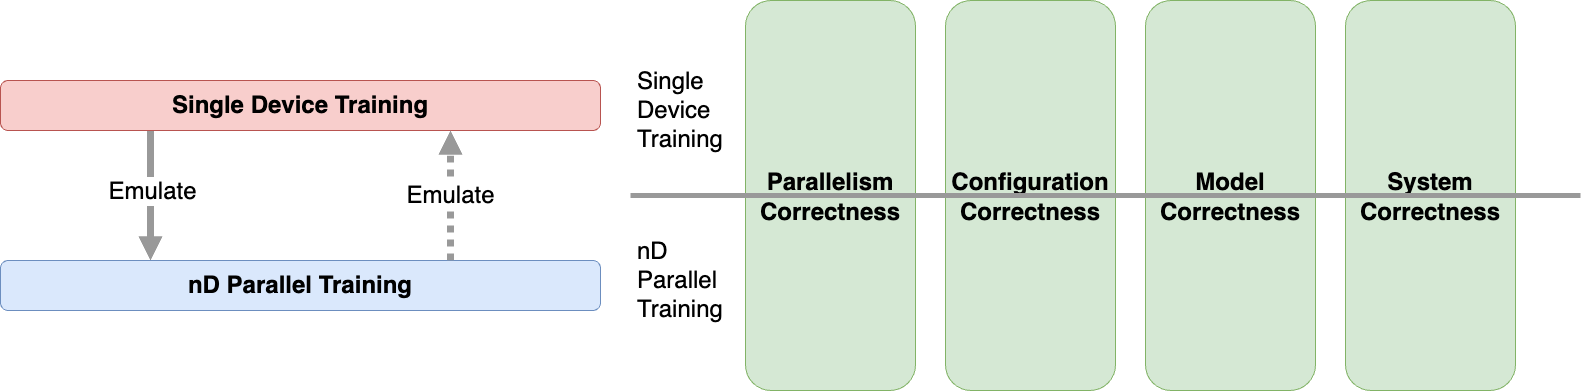 Single Device Training
Emulate
Emulate
nD Parallel Training
Single
Device
Training
nD
Parallel
Training
Parallelism
Correctness
Configuration
Correctness
Model
Correctness
System
Correctness